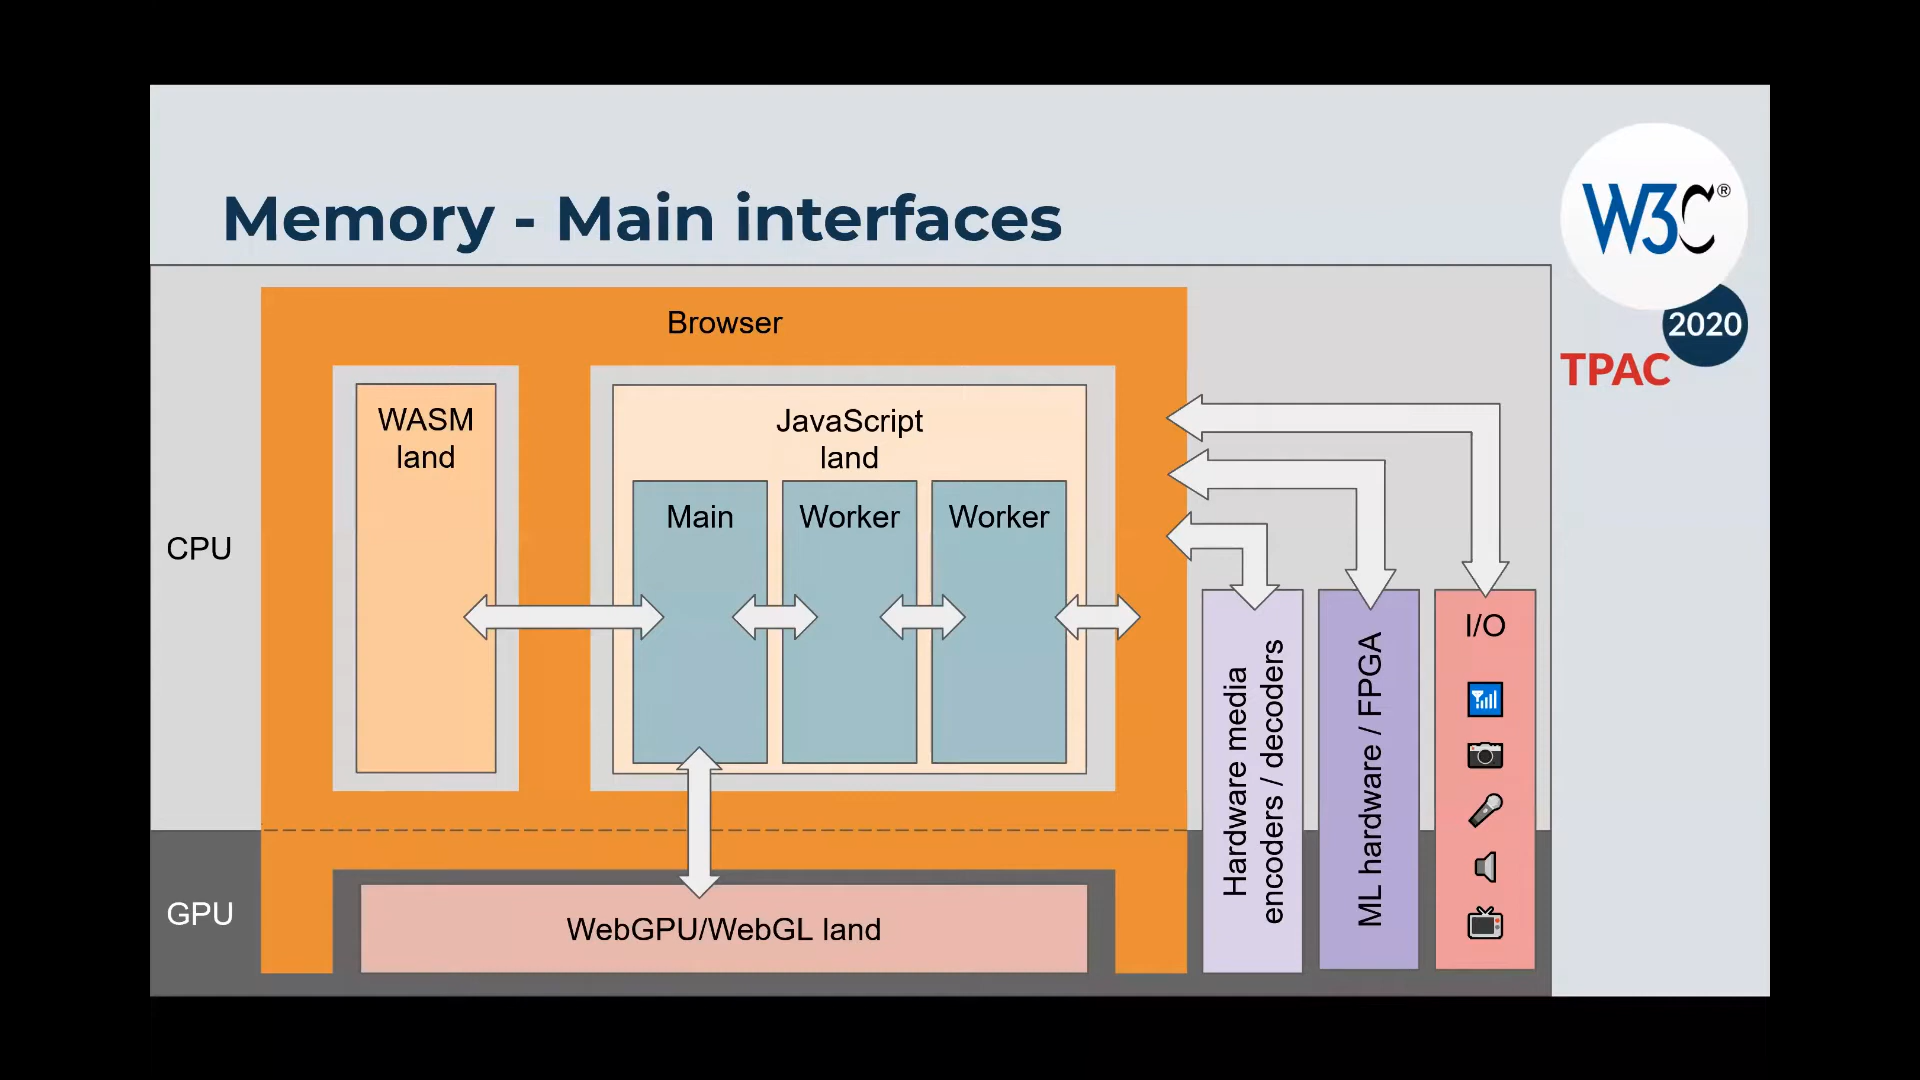 Memory - Main interfaces
W3C®
2020
TPAC
Browser
WASM
land
JavaScript
land
Main
Worker
Worker
CPU
GPU
WebGPU/WebGL land
Hardware media
encoders / decoders
ML hardware / FPGA
I/O